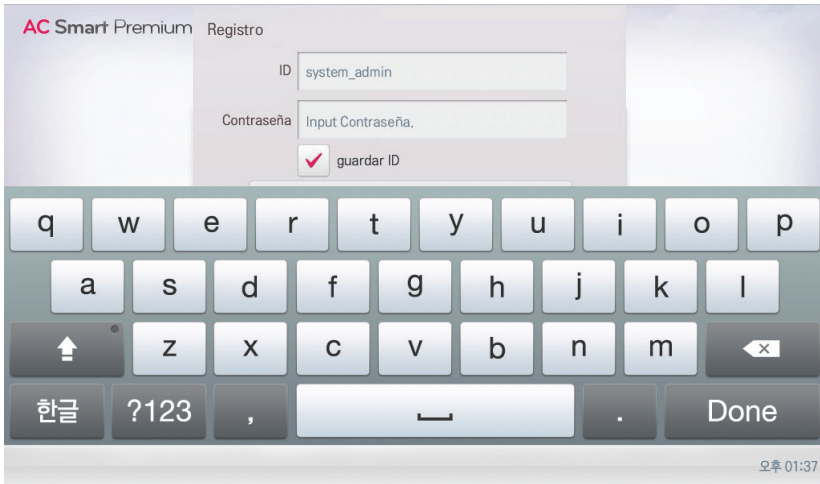 AC Smart Premium
Registro
ID system_admin
Contraseña Input Contraseña.
guardar ID
q w e r t y u i o p
a s d f g h j k l
z x c v b n m
한글 ?123 , . Done
오후 01:37